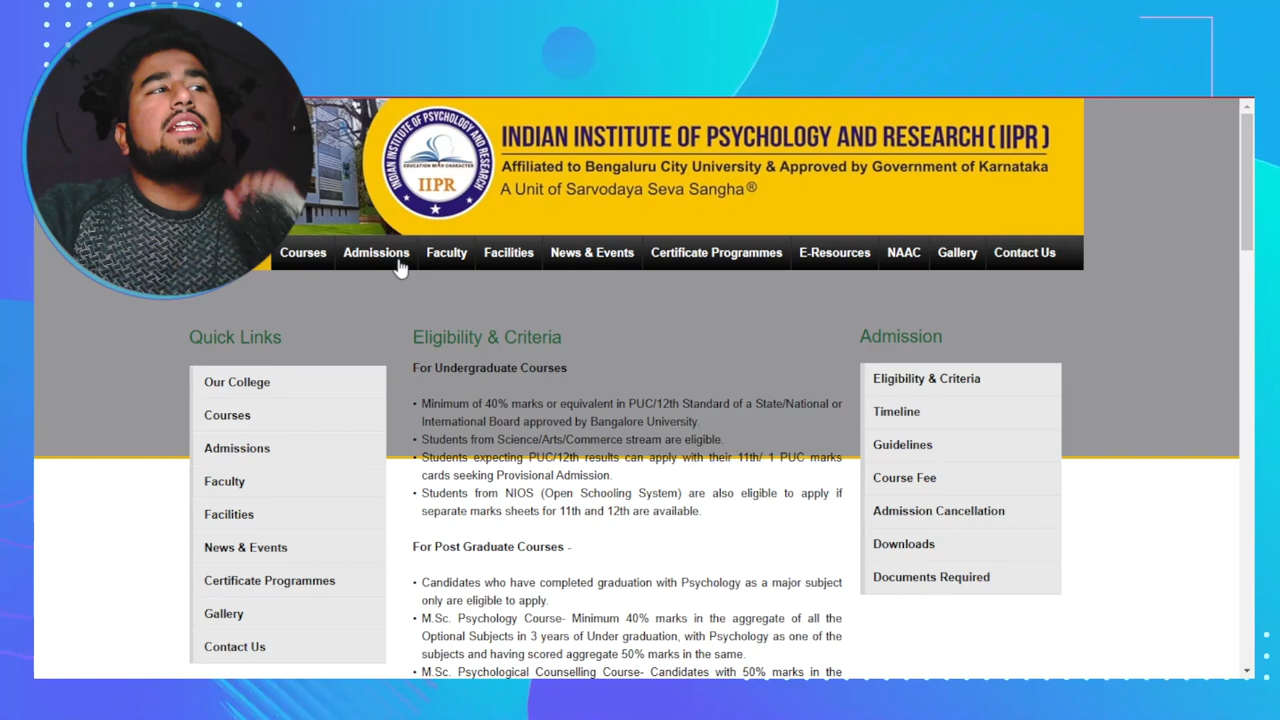 INDIAN INSTITUTE OF PSYCHOLOGY AND RESEARCH ( IIPR )
Affiliated to Bengaluru City University & Approved by Government of Karnataka
A Unit of Sarvodaya Seva Sangha®
INDIAN INSTITUTE OF PSYCHOLOGY AND RESEARCH
EDUCATION WITH CHARACTER
IIPR
Courses Admissions Faculty Facilities News & Events Certificate Programmes E-Resources NAAC Gallery Contact Us
Quick Links
Our College
Courses
Admissions
Faculty
Facilities
News & Events
Certificate Programmes
Gallery
Contact Us
Eligibility & Criteria
For Undergraduate Courses
• Minimum of 40% marks or equivalent in PUC/12th Standard of a State/National or
International Board approved by Bangalore University.
• Students from Science/Arts/Commerce stream are eligible.
• Students expecting PUC/12th results can apply with their 11th/ 1 PUC marks
cards seeking Provisional Admission.
• Students from NIOS (Open Schooling System) are also eligible to apply if
separate marks sheets for 11th and 12th are available.
For Post Graduate Courses -
• Candidates who have completed graduation with Psychology as a major subject
only are eligible to apply.
• M.Sc. Psychology Course- Minimum 40% marks in the aggregate of all the
Optional Subjects in 3 years of Under graduation, with Psychology as one of the
subjects and having scored aggregate 50% marks in the same.
• M.Sc. Psychological Counselling Course- Candidates with 50% marks in the
Admission
Eligibility & Criteria
Timeline
Guidelines
Course Fee
Admission Cancellation
Downloads
Documents Required